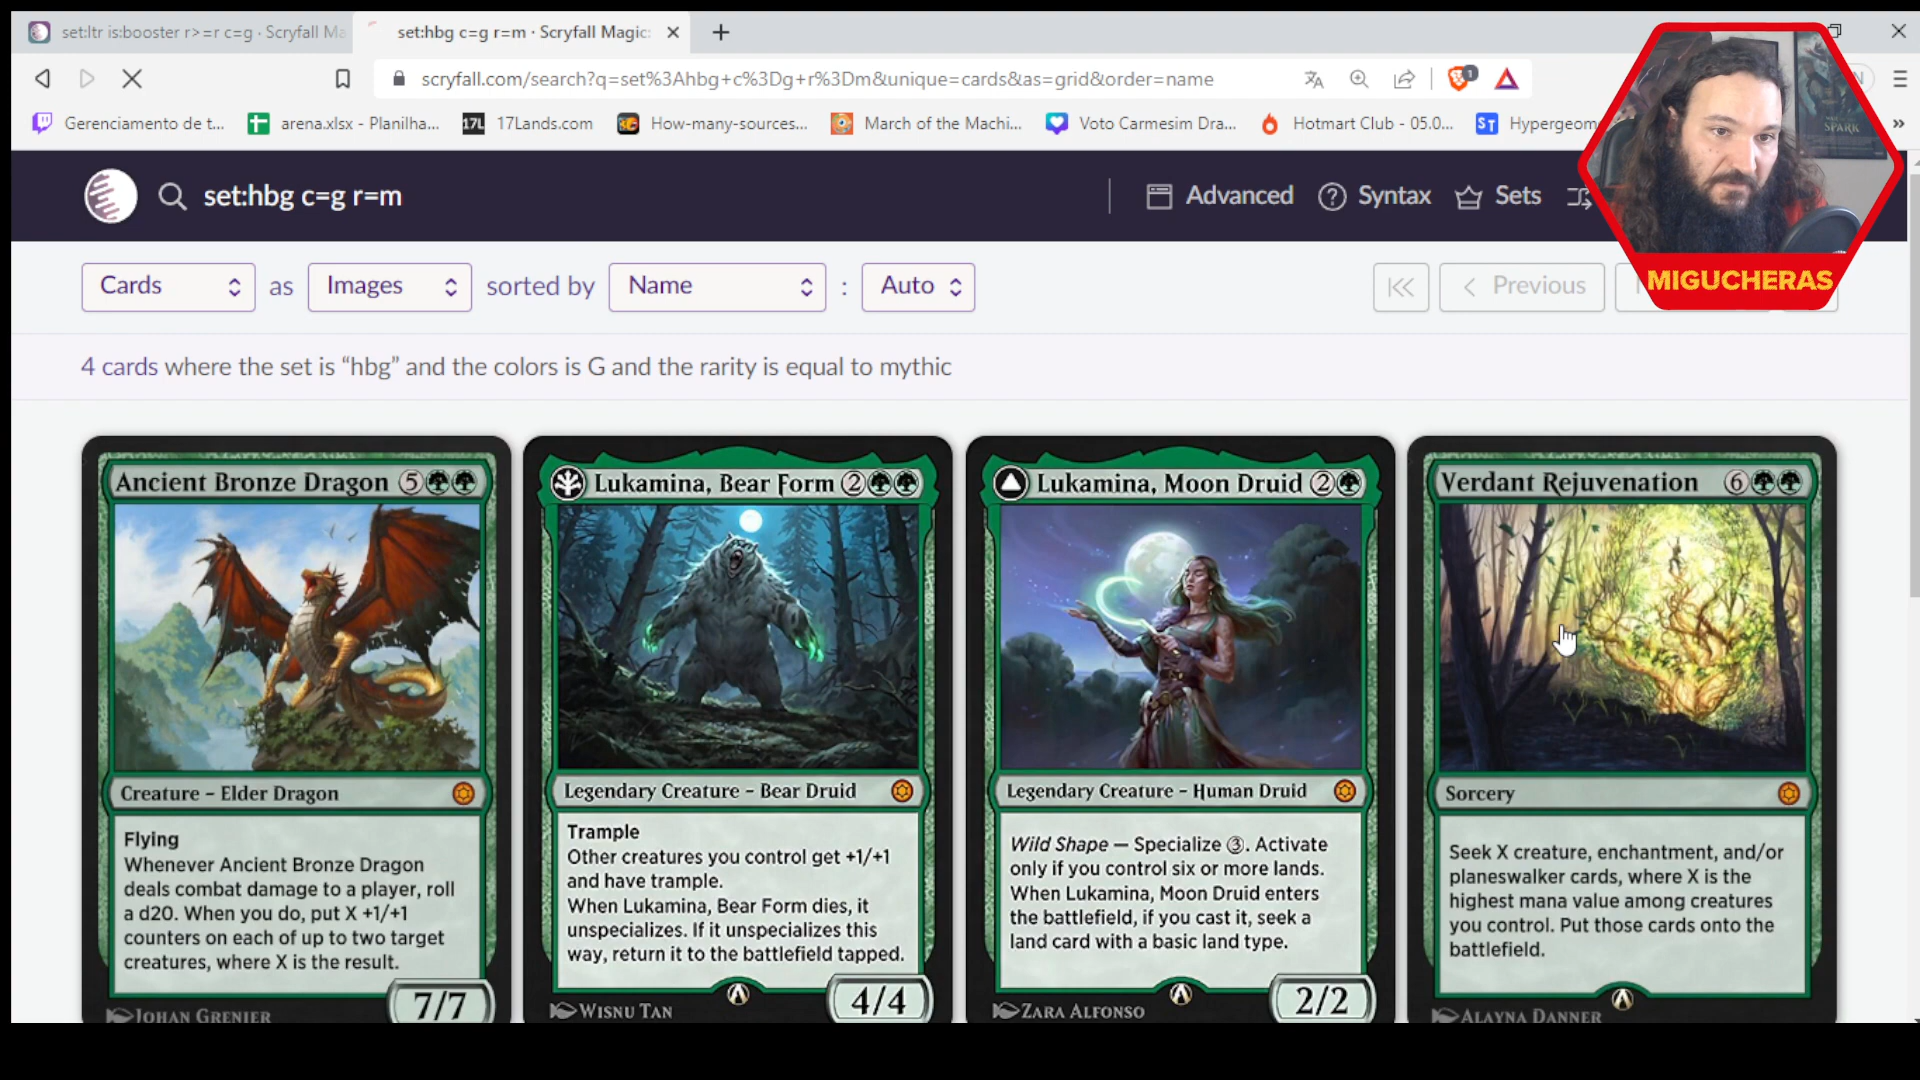 set:ltr is:booster r>=r c=g · Scryfall Ma
set:hbg c=g r=m · Scryfall Magic:
scryfall.com/search?q=set%3Ahbg+c%3Dg+r%3Dm&unique=cards&as=grid&order=name
1
Gerenciamento de t... arena.xlsx - Planilha... 17L 17Lands.com How-many-sources... March of the Machi... Voto Carmesim Dra... Hotmart Club - 05.0... ST Hypergeom
SPARK
set:hbg c=g r=m
Advanced Syntax Sets
MIGUCHERAS
Cards as Images sorted by Name : Auto Previous
4 cards where the set is “hbg” and the colors is G and the rarity is equal to mythic
Ancient Bronze Dragon 5
Creature – Elder Dragon
Flying
Whenever Ancient Bronze Dragon
deals combat damage to a player, roll
a d20. When you do, put X +1/+1
counters on each of up to two target
creatures, where X is the result.
7/7
JOHAN GRENIER
Lukamina, Bear Form 2
Legendary Creature – Bear Druid
Trample
Other creatures you control get +1/+1
and have trample.
When Lukamina, Bear Form dies, it
unspecializes. If it unspecializes this
way, return it to the battlefield tapped.
4/4
WISNU TAN
Lukamina, Moon Druid 2
Legendary Creature – Human Druid
Wild Shape — Specialize 3. Activate
only if you control six or more lands.
When Lukamina, Moon Druid enters
the battlefield, if you cast it, seek a
land card with a basic land type.
2/2
ZARA ALFONSO
Verdant Rejuvenation 6
Sorcery
Seek X creature, enchantment, and/or
planeswalker cards, where X is the
highest mana value among creatures
you control. Put those cards onto the
battlefield.
ALAYNA DANNER